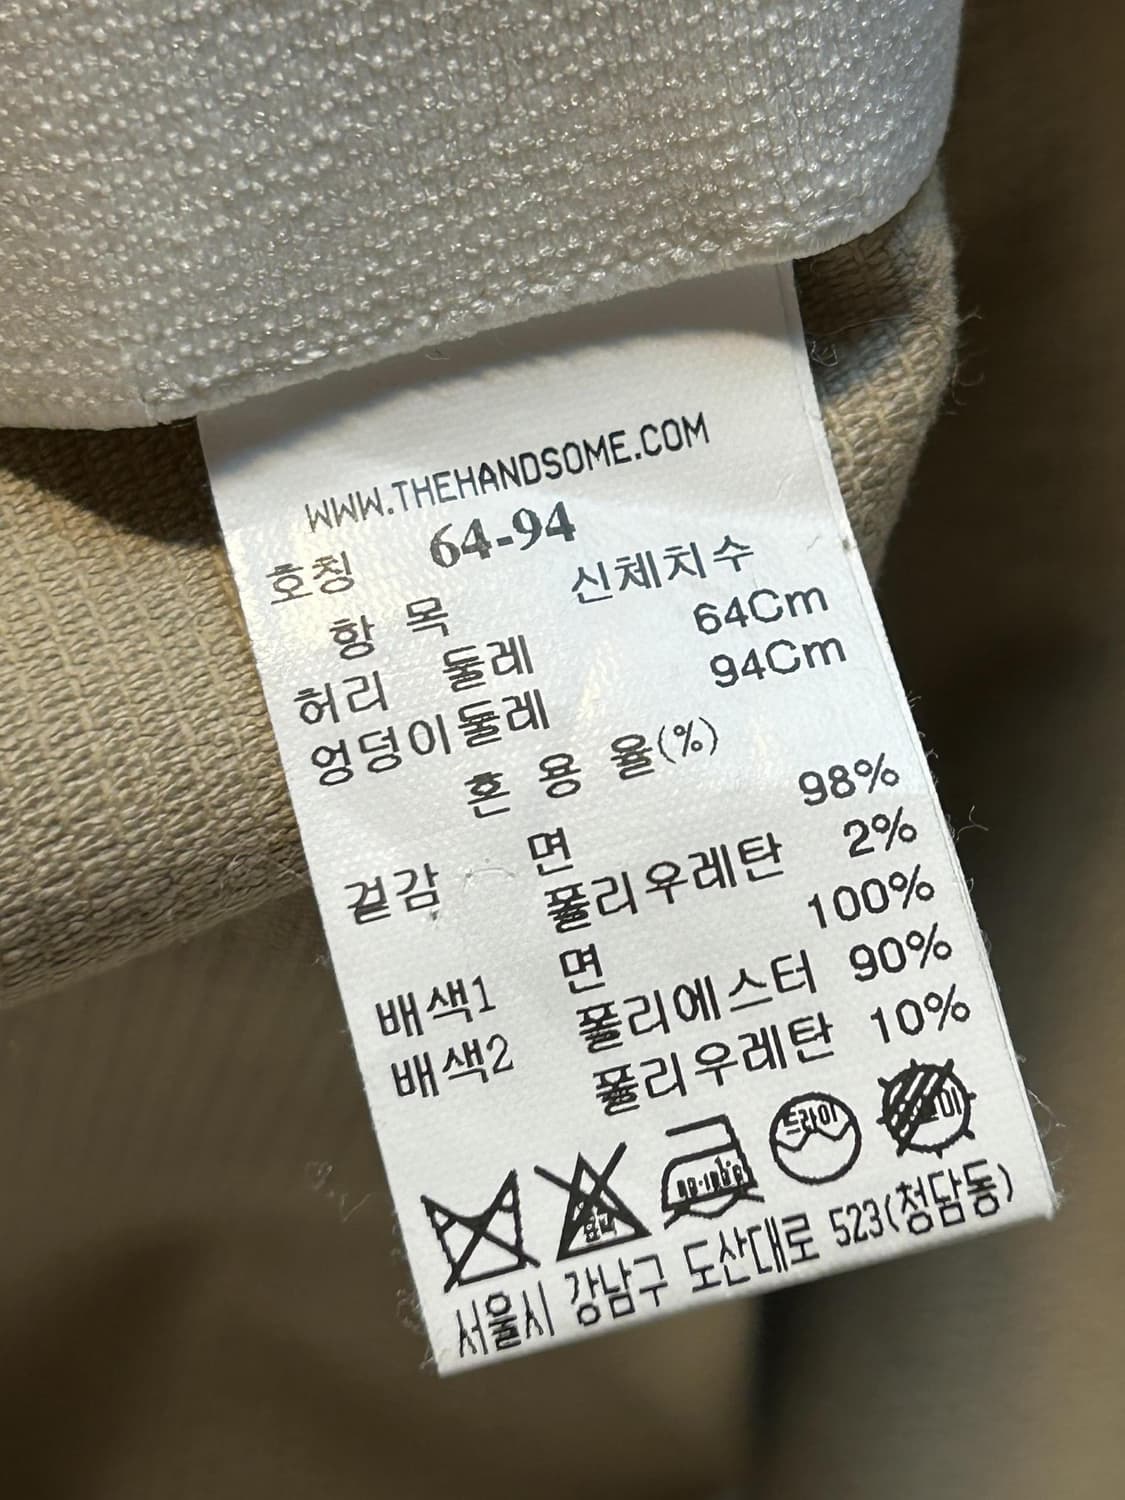 WWW.THEHANDSOME.COM
호칭 64-94
항 목 신체치수
허리 둘레 64Cm
엉덩이둘레 94Cm
혼 용 율(%)
겉감 면 98%
폴리우레탄 2%
배색1 면 100%
배색2 폴리에스터 90%
폴리우레탄 10%
드라이
서울시 강남구 도산대로 523(청담동)